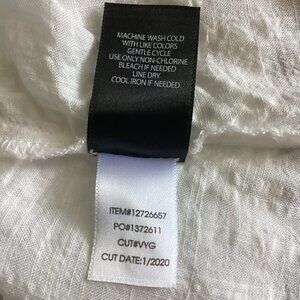 MACHINE WASH COLD
WITH LIKE COLORS
GENTLE CYCLE
USE ONLY NON-CHLORINE
BLEACH IF NEEDED
LINE DRY
COOL IRON IF NEEDED
ITEM#12726657
PO#1372611
CUT#VYG
CUT DATE:1/2020